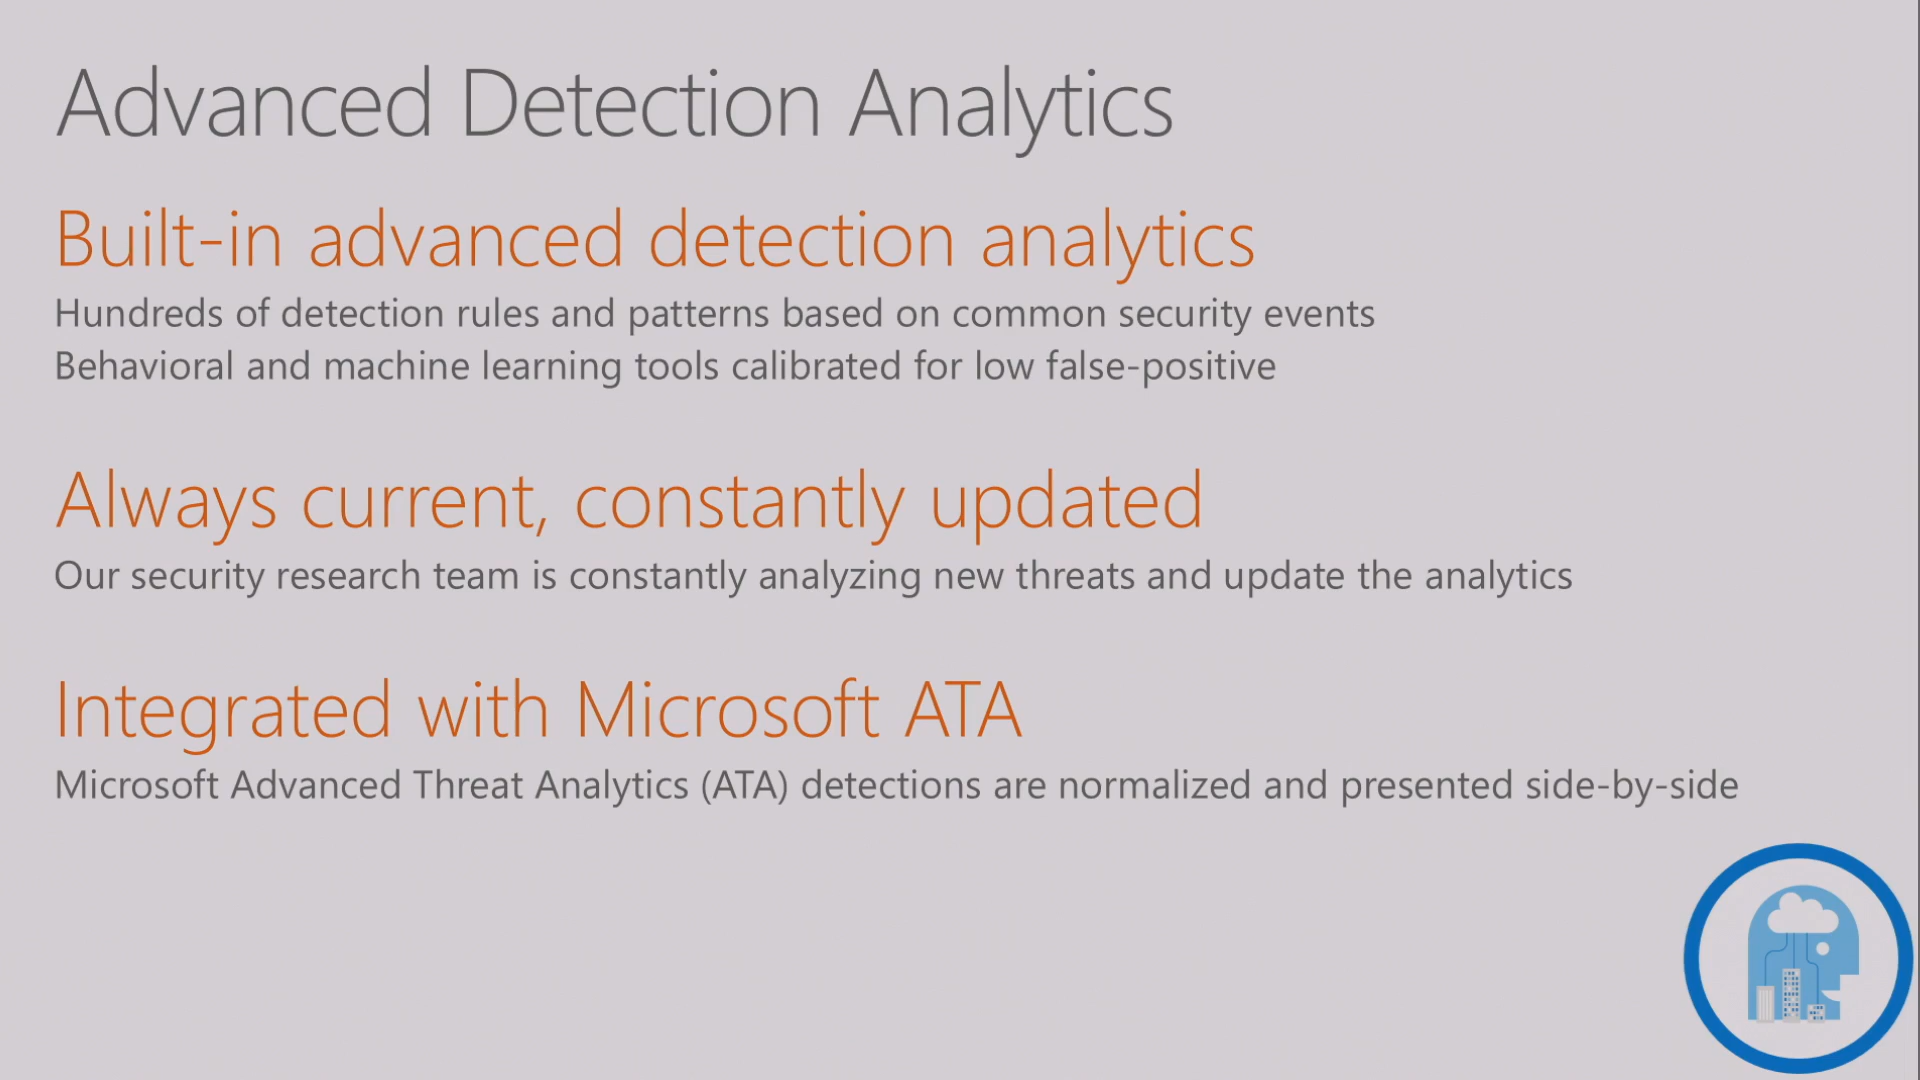 Advanced Detection Analytics
Built-in advanced detection analytics
Hundreds of detection rules and patterns based on common security events
Behavioral and machine learning tools calibrated for low false-positive
Always current, constantly updated
Our security research team is constantly analyzing new threats and update the analytics
Integrated with Microsoft ATA
Microsoft Advanced Threat Analytics (ATA) detections are normalized and presented side-by-side